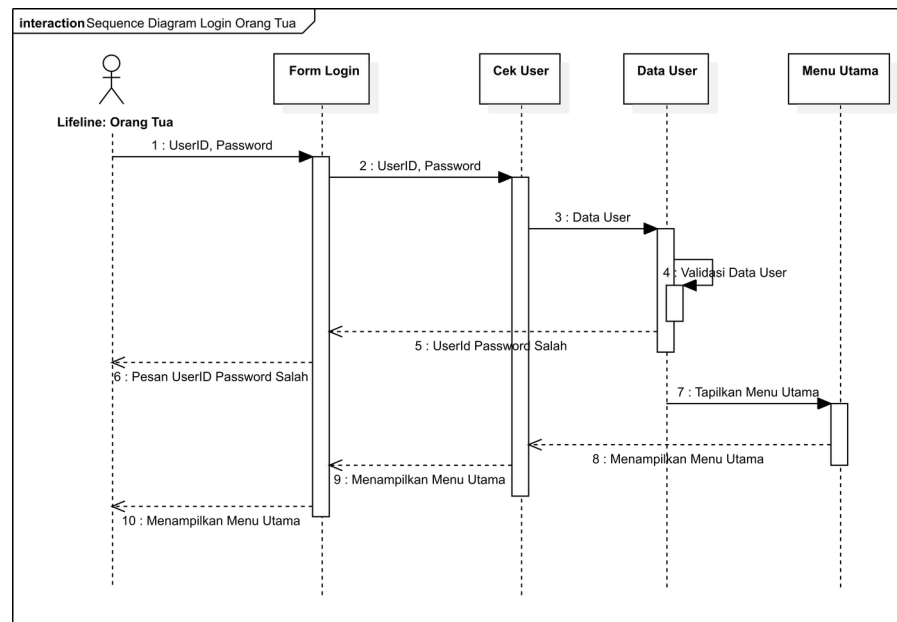 interaction Sequence Diagram Login Orang Tua
Form Login
Cek User
Data User
Menu Utama
Lifeline: Orang Tua
1 : UserID, Password
2 : UserID, Password
3 : Data User
4 : Validasi Data User
5 : UserId Password Salah
6 : Pesan UserID Password Salah
7 : Tapilkan Menu Utama
8 : Menampilkan Menu Utama
9 : Menampilkan Menu Utama
10 : Menampilkan Menu Utama